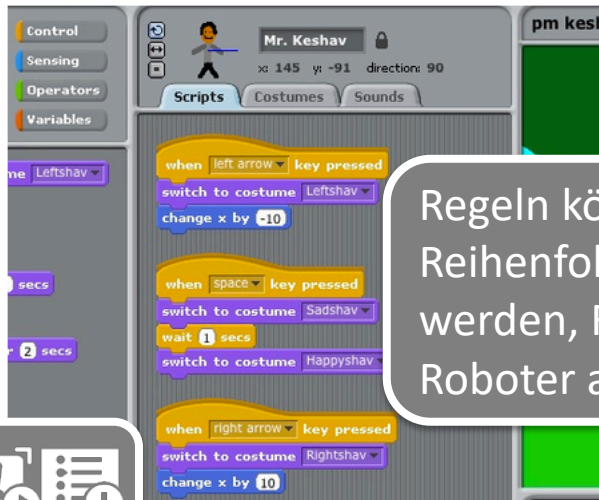 Control
Sensing
Operators
Variables
Mr. Keshav
x: 145 y: -91 direction: 90
Scripts Costumes Sounds
Leftshav
secs
2 secs
when left arrow key pressed
switch to costume Leftshav
change x by -10
when space key pressed
switch to costume Sadshav
wait 1 secs
switch to costume Happyshav
when right arrow key pressed
switch to costume Rightshav
change x by 10
pm
Regeln
werden,
Roboter